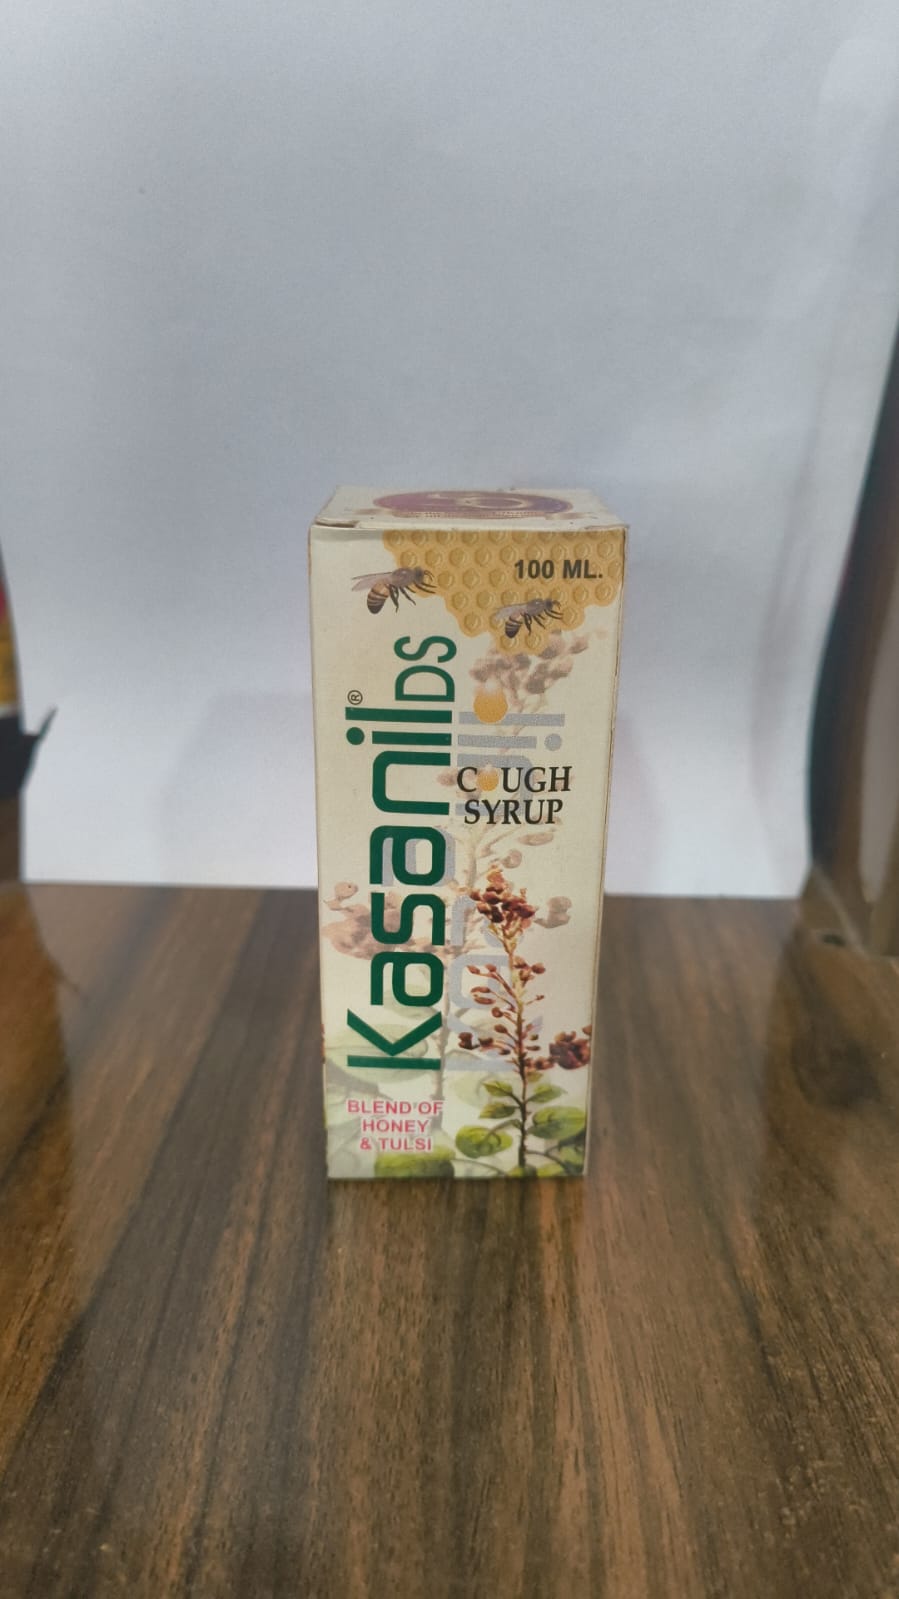 100 ML.
Kasanil® DS
COUGH
SYRUP
BLEND OF
HONEY
& TULSI